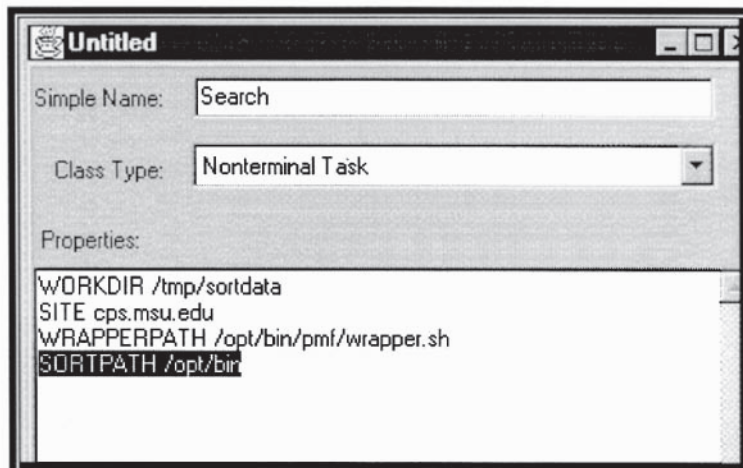 Untitled
Simple Name: Search
Class Type: Nonterminal Task
Properties:
WORKDIR /tmp/sortdata
SITE cps.msu.edu
WRAPPERPATH /opt/bin/pmf/wrapper.sh
SORTPATH /opt/bin